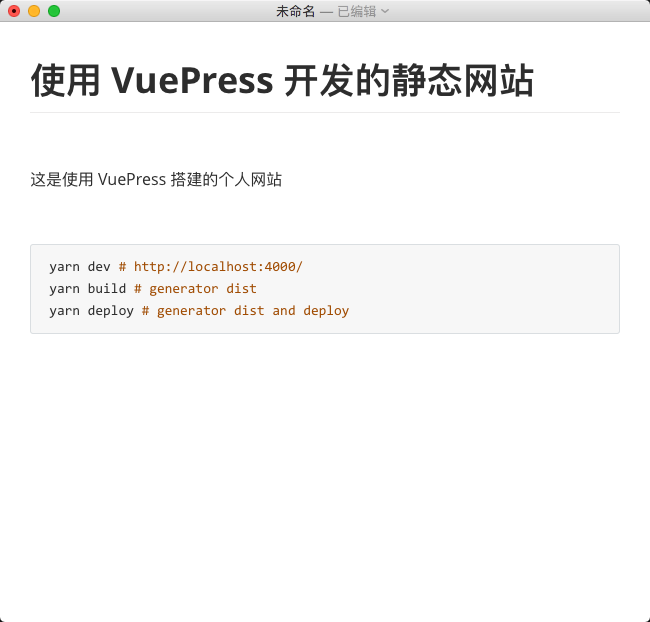 未命名 — 已编辑
使用 VuePress 开发的静态网站
这是使用 VuePress 搭建的个人网站
yarn dev # http://localhost:4000/
yarn build # generator dist
yarn deploy # generator dist and deploy